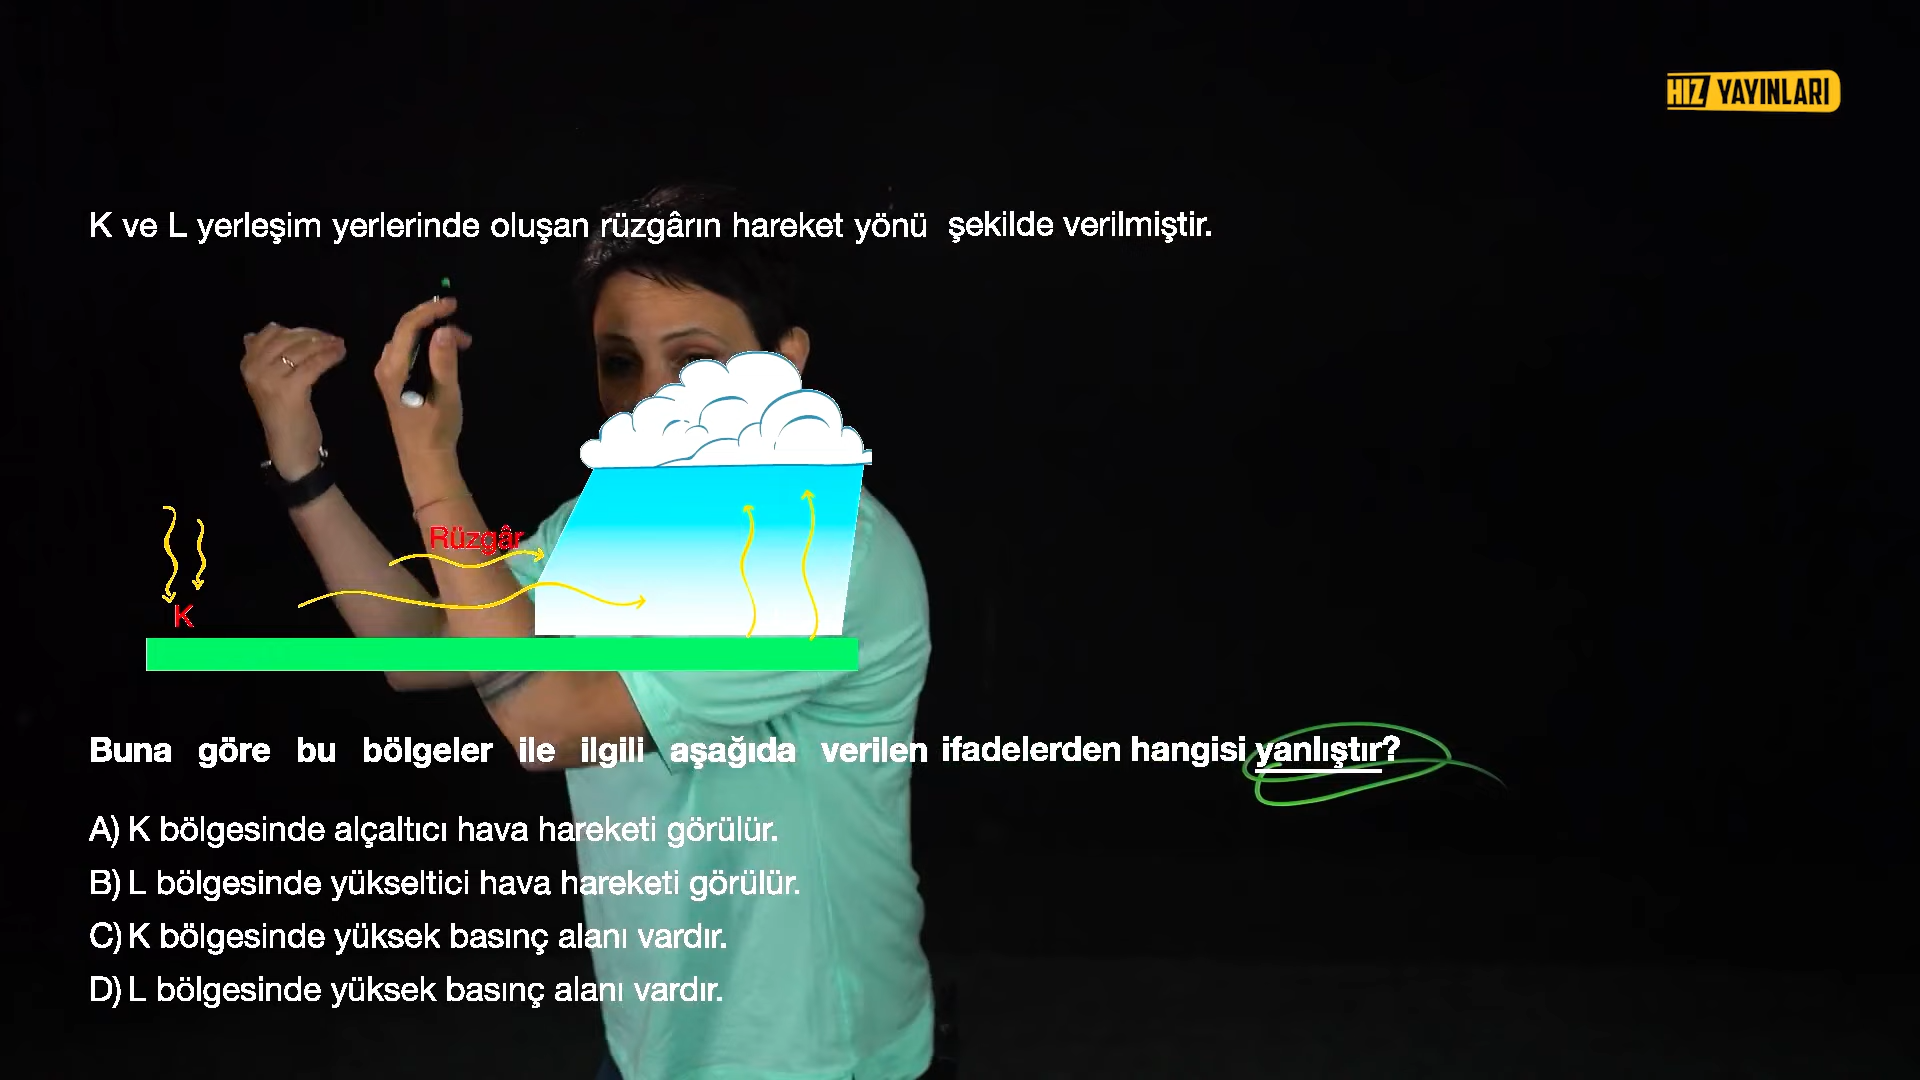 HIZ YAYINLARI
K ve L yerleşim yerlerinde oluşan rüzgârın hareket yönü şekilde verilmiştir.
Rüzgâr
K
Buna göre bu bölgeler ile ilgili aşağıda verilen ifadelerden hangisi yanlıştır?
A) K bölgesinde alçaltıcı hava hareketi görülür.
B) L bölgesinde yükseltici hava hareketi görülür.
C) K bölgesinde yüksek basınç alanı vardır.
D) L bölgesinde yüksek basınç alanı vardır.